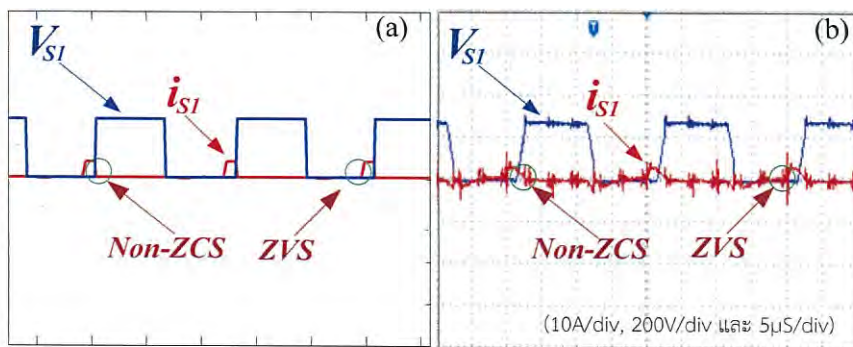 (a)
V_S1
i_S1
Non-ZCS
ZVS
T
(b)
V_S1
i_S1
Non-ZCS
ZVS
(10A/div, 200V/div และ 5µS/div)